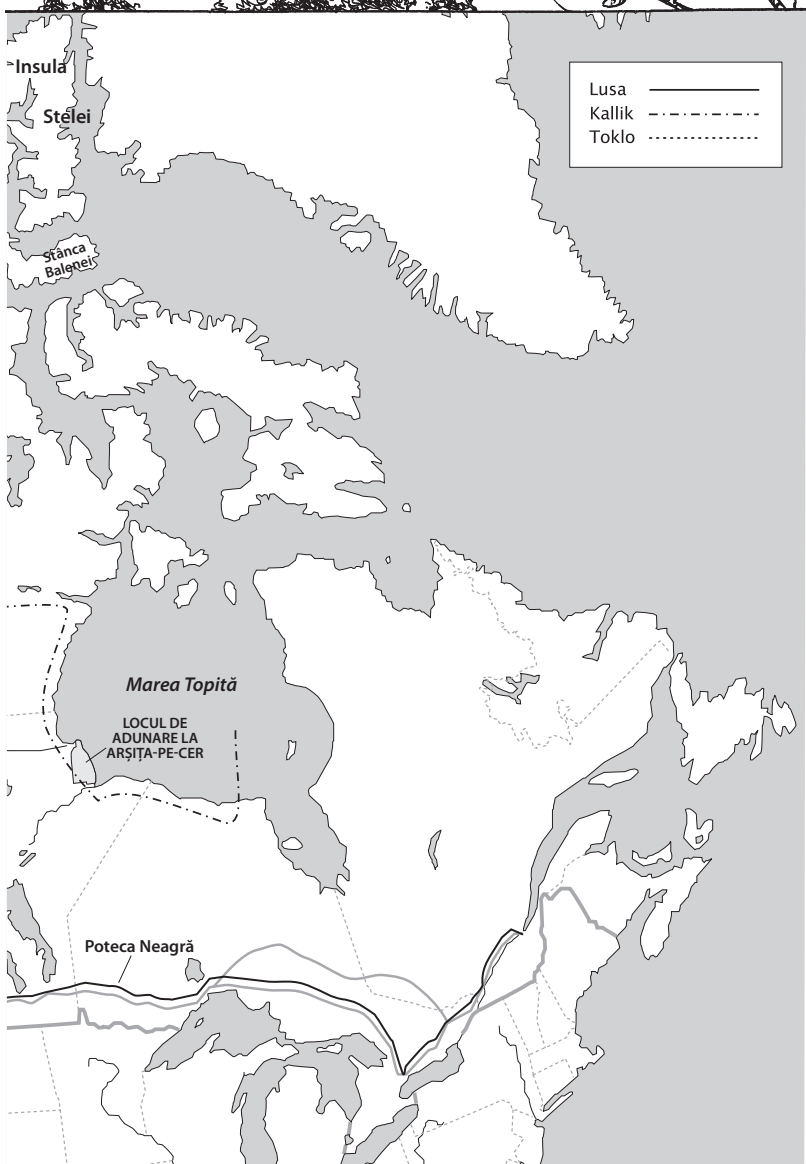 Insula
Stelei
Lusa
Kallik
Toklo
Stânca
Balenei
Marea Topită
LOCUL DE
ADUNARE LA
ARȘIȚA-PE-CER
Poteca Neagră